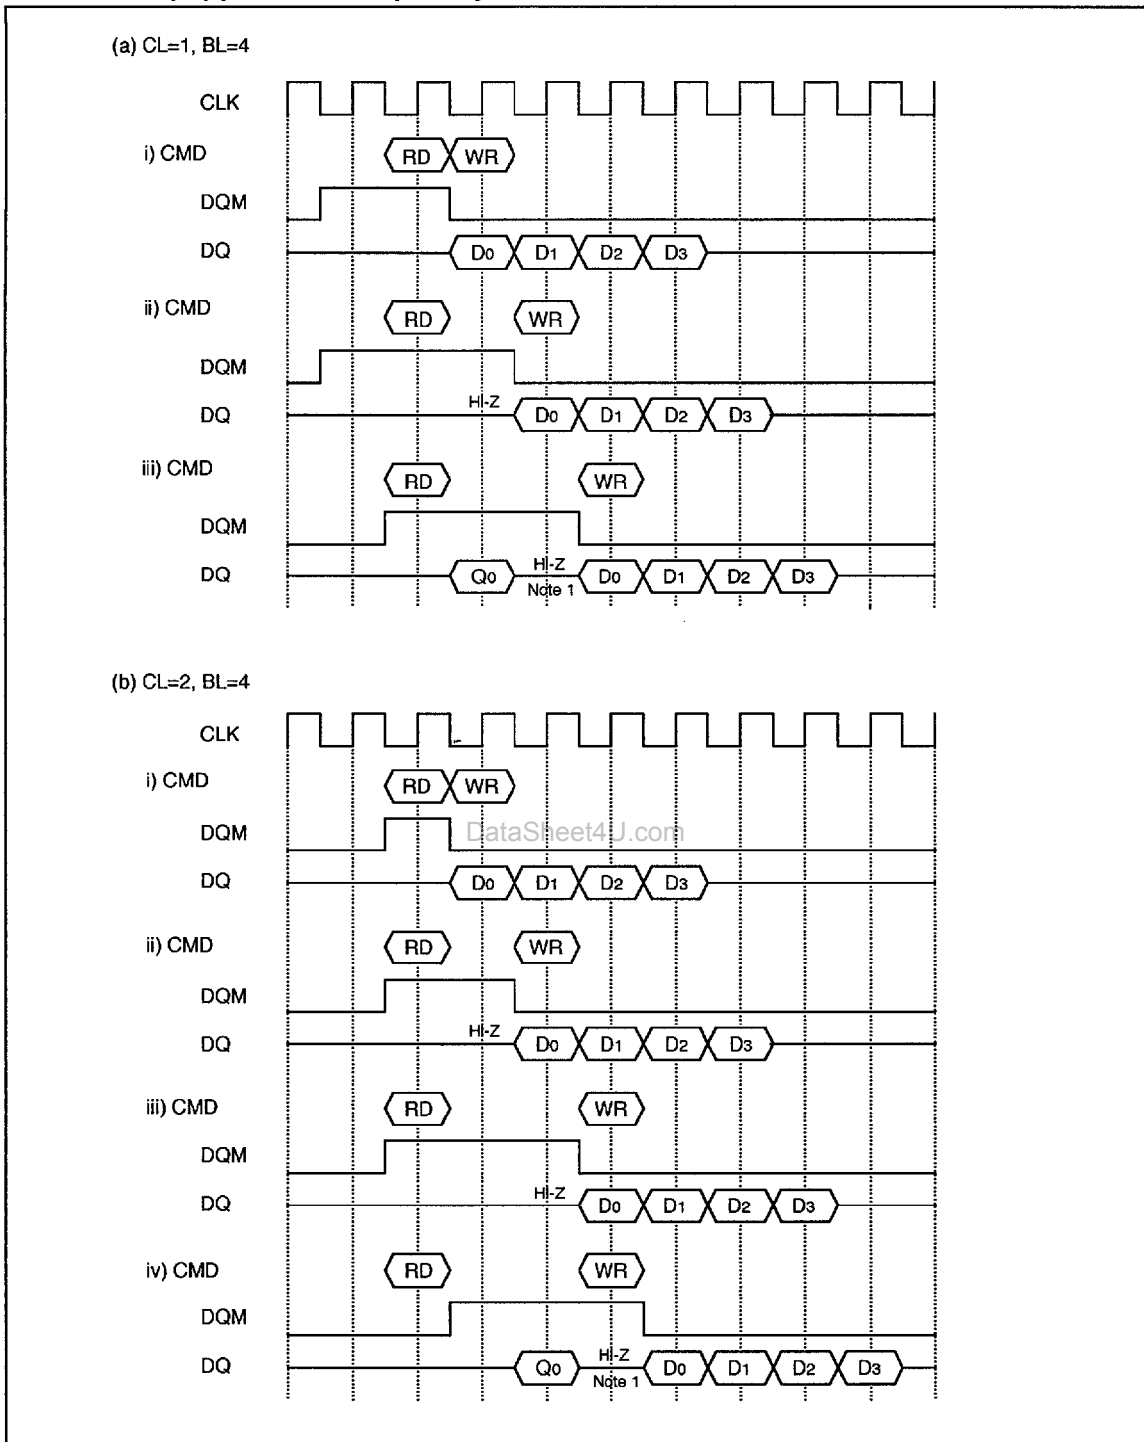 (a) CL=1, BL=4
CLK
i) CMD RD WR
DQM
DQ D0 D1 D2 D3
ii) CMD RD WR
DQM
DQ HI-Z D0 D1 D2 D3
iii) CMD RD WR
DQM
DQ Q0 HI-Z D0 D1 D2 D3
Note 1
(b) CL=2, BL=4
CLK
i) CMD RD WR
DQM DataSheet4U.com
DQ D0 D1 D2 D3
ii) CMD RD WR
DQM
DQ HI-Z D0 D1 D2 D3
iii) CMD RD WR
DQM
DQ HI-Z D0 D1 D2 D3
iv) CMD RD WR
DQM
DQ Q0 HI-Z D0 D1 D2 D3
Note 1